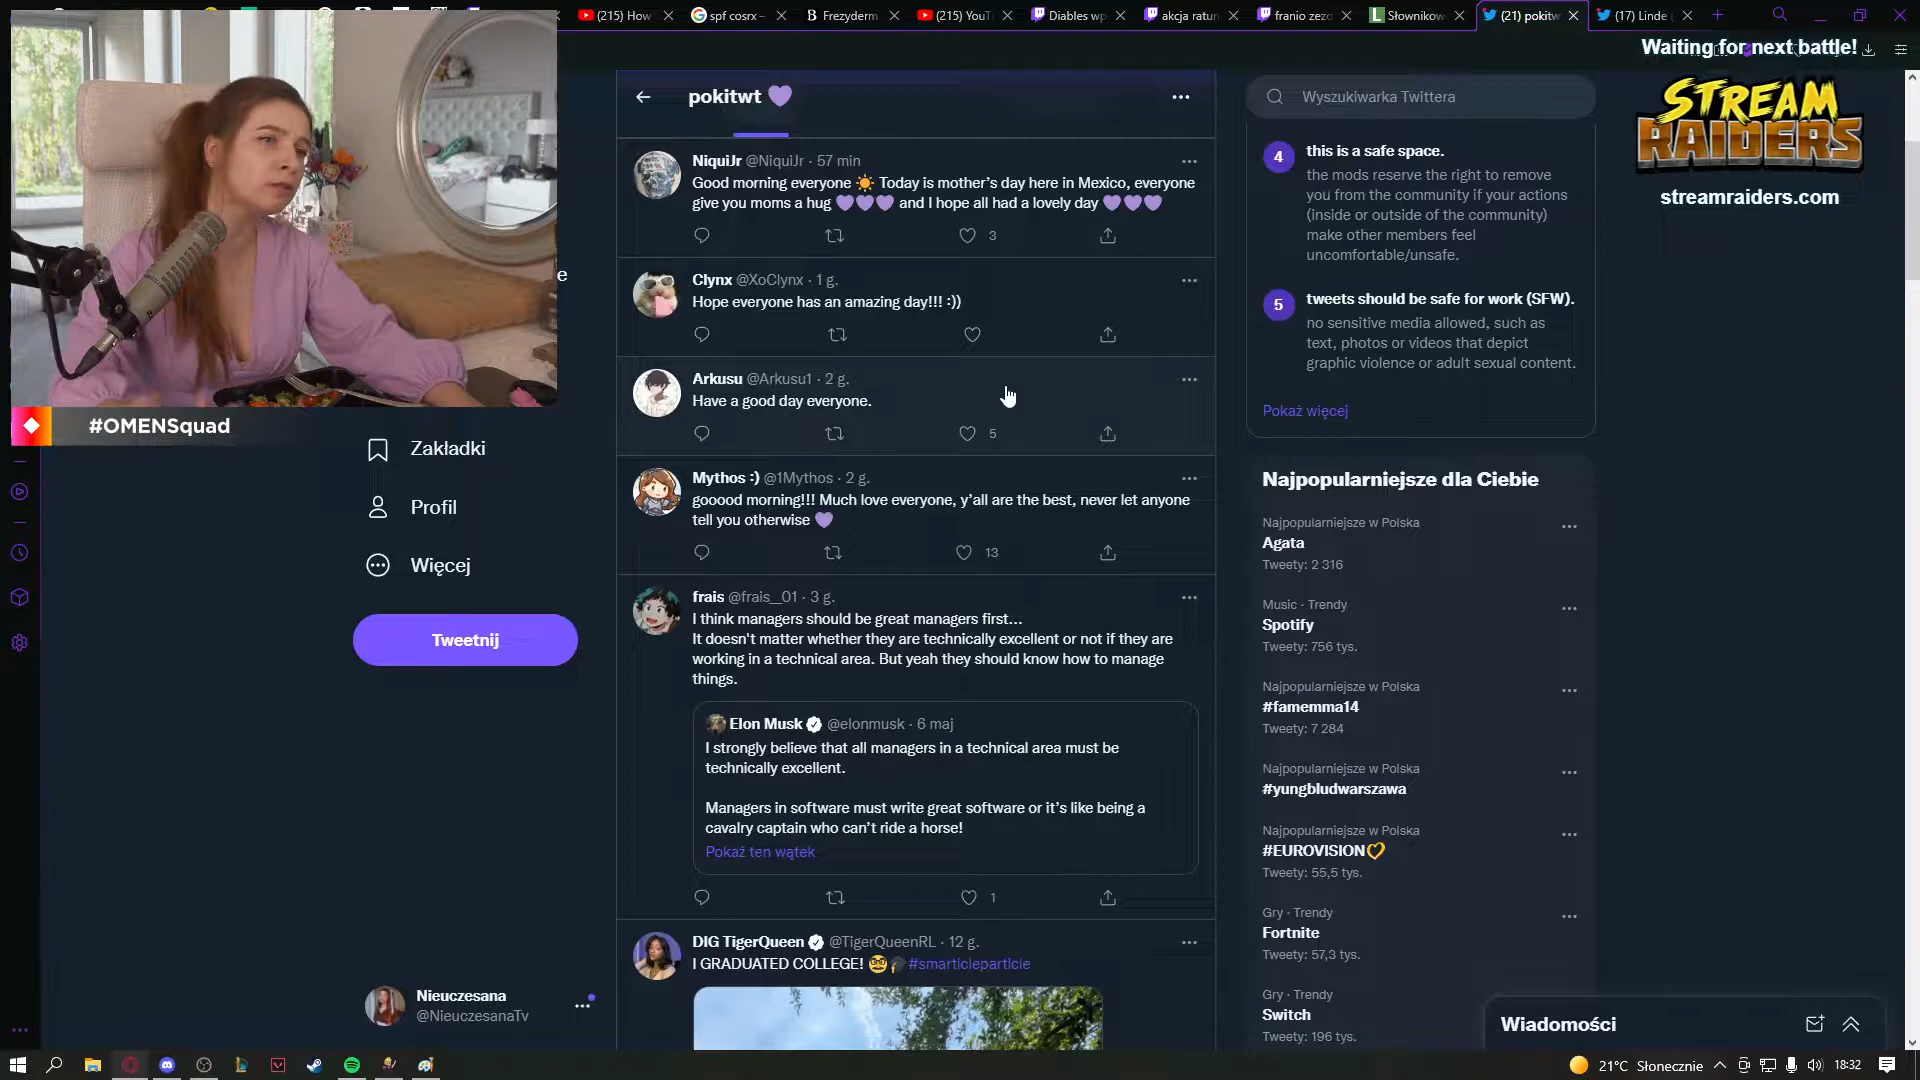 (215) How
spf cosrx –
Frezyderm
(215) YouT
Diables wp
akcja ratun
franio zezo
Słownikow
(21) pokitw
(17) Linde
Waiting for next battle!
STREAM
RAIDERS
streamraiders.com
#OMENSquad
e
Zakładki
Profil
Więcej
Tweetnij
Nieuczesana
@NieuczesanaTv
pokitwt 💜
NiquiJr @NiquiJr · 57 min
Good morning everyone ☀️ Today is mother's day here in Mexico, everyone
give you moms a hug 💜💜💜 and I hope all had a lovely day 💜💜💜
3
Clynx @XoClynx · 1 g.
Hope everyone has an amazing day!!! :))
Arkusu @Arkusu1 · 2 g.
Have a good day everyone.
5
Mythos :) @1Mythos · 2 g.
gooood morning!!! Much love everyone, y'all are the best, never let anyone
tell you otherwise 💜
13
frais @frais__01 · 3 g.
I think managers should be great managers first...
It doesn't matter whether they are technically excellent or not if they are
working in a technical area. But yeah they should know how to manage
things.
Elon Musk @elonmusk · 6 maj
I strongly believe that all managers in a technical area must be
technically excellent.
Managers in software must write great software or it's like being a
cavalry captain who can't ride a horse!
Pokaż ten wątek
1
DIG TigerQueen @TigerQueenRL · 12 g.
I GRADUATED COLLEGE! 🤓🎓#smarticleparticle
Wyszukiwarka Twittera
4
this is a safe space.
the mods reserve the right to remove
you from the community if your actions
(inside or outside of the community)
make other members feel
uncomfortable/unsafe.
5
tweets should be safe for work (SFW).
no sensitive media allowed, such as
text, photos or videos that depict
graphic violence or adult sexual content.
Pokaż więcej
Najpopularniejsze dla Ciebie
Najpopularniejsze w Polska
Agata
Tweety: 2 316
Music · Trendy
Spotify
Tweety: 756 tys.
Najpopularniejsze w Polska
#famemma14
Tweety: 7 284
Najpopularniejsze w Polska
#yungbludwarszawa
Najpopularniejsze w Polska
#EUROVISION💛
Tweety: 55,5 tys.
Gry · Trendy
Fortnite
Tweety: 57,3 tys.
Gry · Trendy
Switch
Tweety: 196 tys.
Wiadomości
21°C Słonecznie
18:32